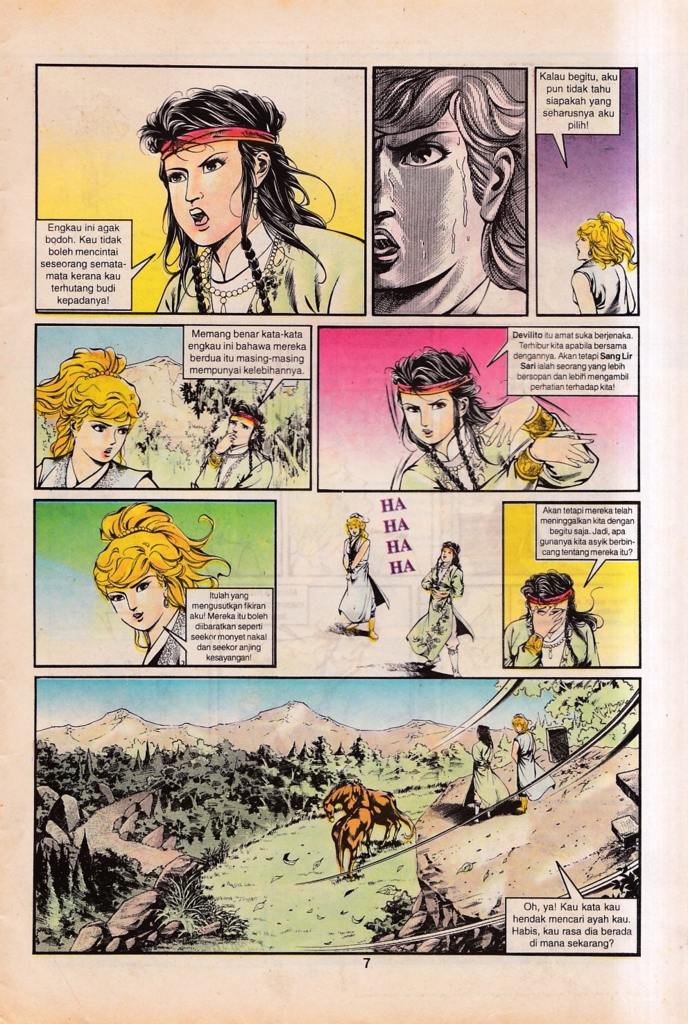 Engkau ini agak
bodoh. Kau tidak
boleh mencintai
seseorang semata-
mata kerana kau
terhutang budi
kepadanya!
Kalau begitu, aku
pun tidak tahu
siapakah yang
seharusnya aku
pilih!
Memang benar kata-kata
engkau ini bahawa mereka
berdua itu masing-masing
mempunyai kelebihannya.
Devilito itu amat suka berjenaka.
Terhibur kita apabila bersama
dengannya. Akan tetapi Sang Lir
Sari ialah seorang yang lebih
bersopan dan lebih mengambil
perhatian terhadap kita!
Itulah yang
mengusutkan fikiran
aku! Mereka itu boleh
diibaratkan seperti
seekor monyet nakal
dan seekor anjing
kesayangan!
HA
HA
HA
HA
Akan tetapi mereka telah
meninggalkan kita dengan
begitu saja. Jadi, apa
gunanya kita asyik berbin-
cang tentang mereka itu?
Oh, ya! Kau kata kau
hendak mencari ayah kau.
Habis, kau rasa dia berada
di mana sekarang?
7